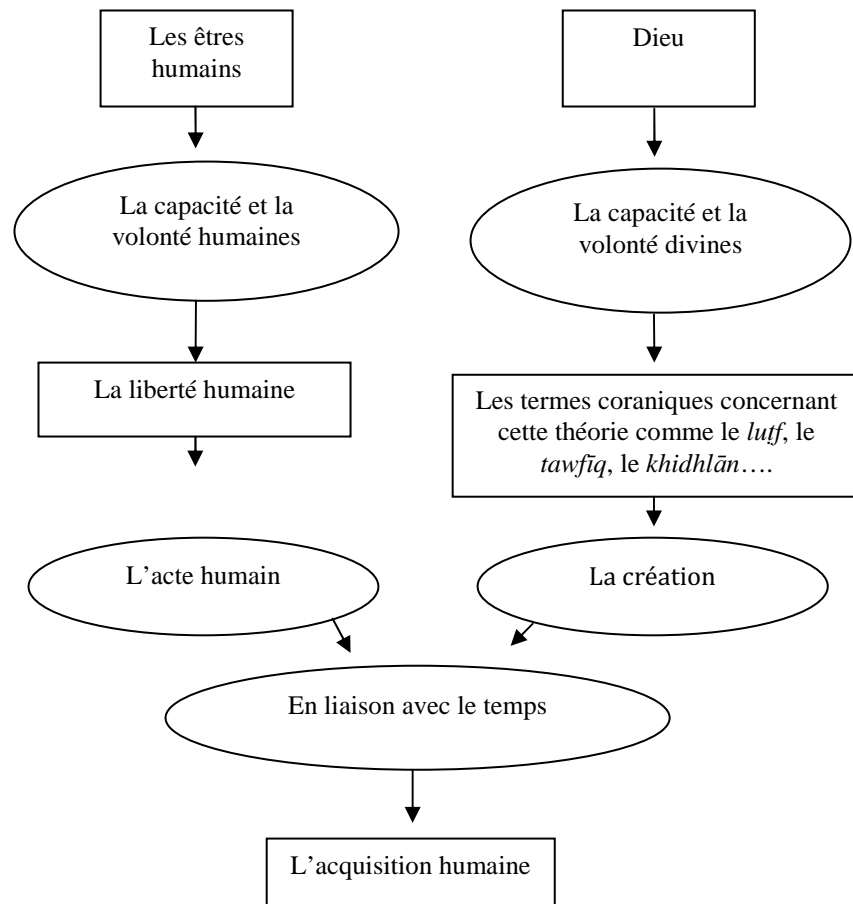 Les êtres
humains
Dieu
La capacité et la
volonté humaines
La capacité et la
volonté divines
La liberté humaine
Les termes coraniques concernant
cette théorie comme le luṭf, le
tawfīq, le khidhlān….
L’acte humain
La création
En liaison avec le temps
L’acquisition humaine